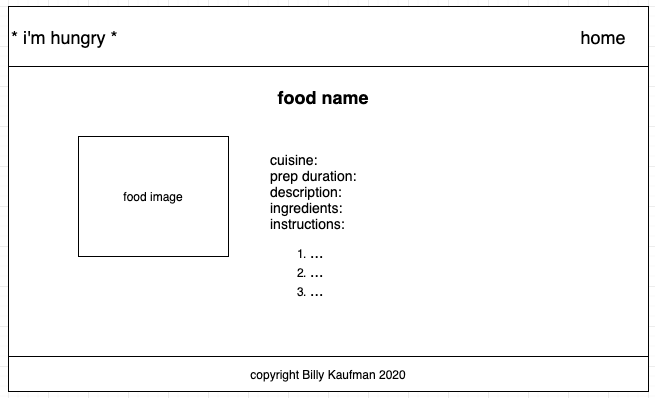 * i'm hungry *
home
food name
food image
cuisine:
prep duration:
description:
ingredients:
instructions:
1. ...
2. ...
3. ...
copyright Billy Kaufman 2020